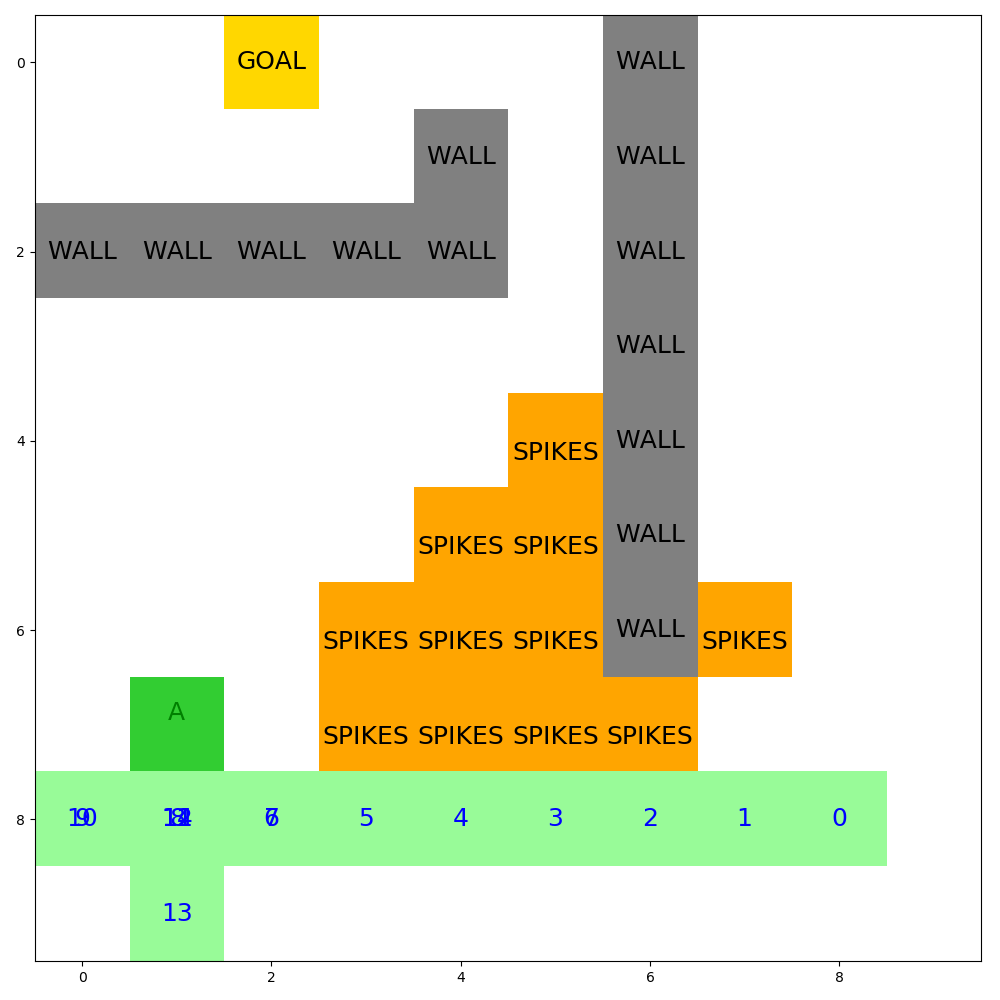 GOAL WALL
0
WALL WALL
WALL WALL WALL WALL WALL WALL
2
WALL
SPIKES WALL
4
SPIKES SPIKES WALL
SPIKES SPIKES SPIKES WALL SPIKES
6
A SPIKES SPIKES SPIKES SPIKES
8 5 4 3 2 1 0
13
0 2 4 6 8